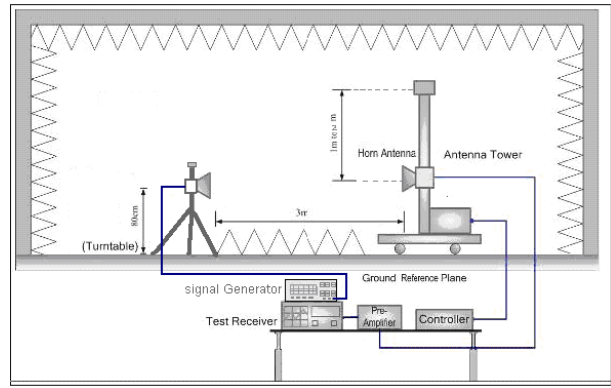 1m to 4 m
Horn Antenna
Antenna Tower
3m
80cm
(Turntable)
Ground Reference Plane
signal Generator
Test Receiver
Pre-
Amplifier
Controller